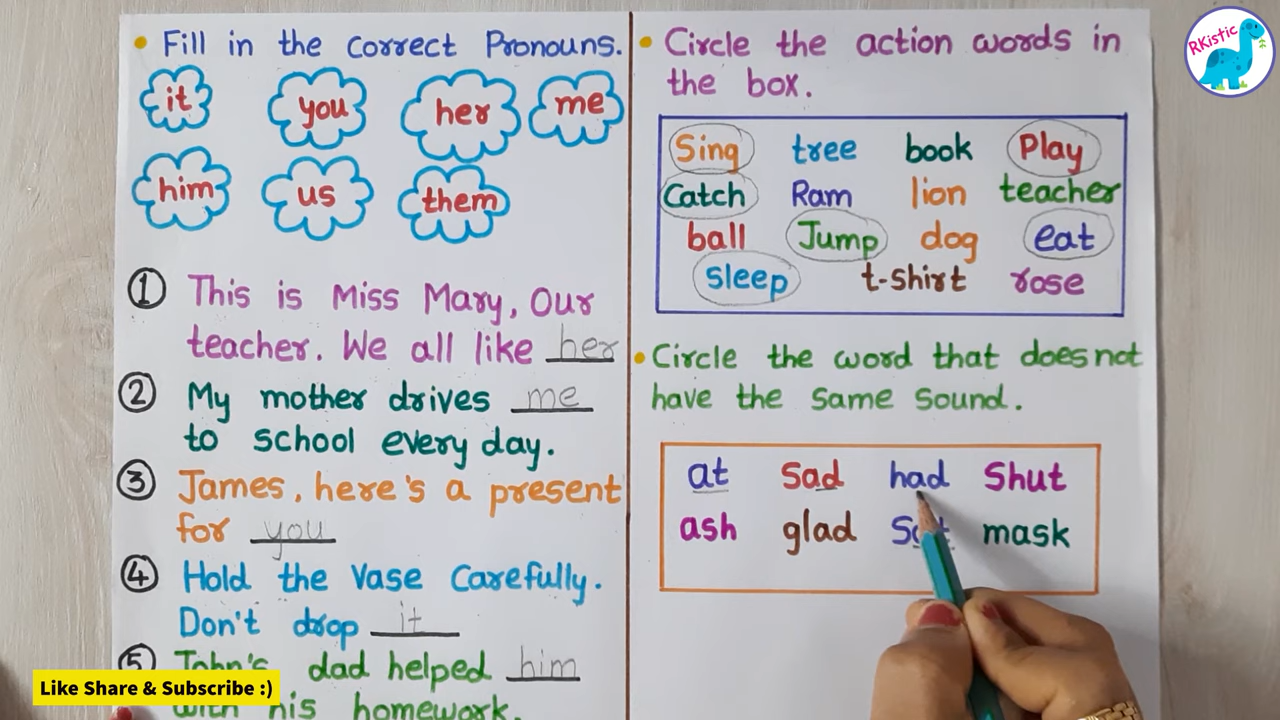 • Fill in the correct Pronouns.
it you her me
him us them
① This is Miss Mary, Our
teacher. We all like her
② My mother drives me
to school every day.
③ James, here's a present
for you
④ Hold the vase Carefully.
Don't drop it
⑤ John's dad helped him
with his homework.
• Circle the action words in
the box.
Sing tree book Play
Catch Ram lion teacher
ball Jump dog eat
sleep t-shirt rose
• Circle the word that does not
have the same sound.
at Sad had Shut
ash glad mask
RKistic
Like Share & Subscribe :)